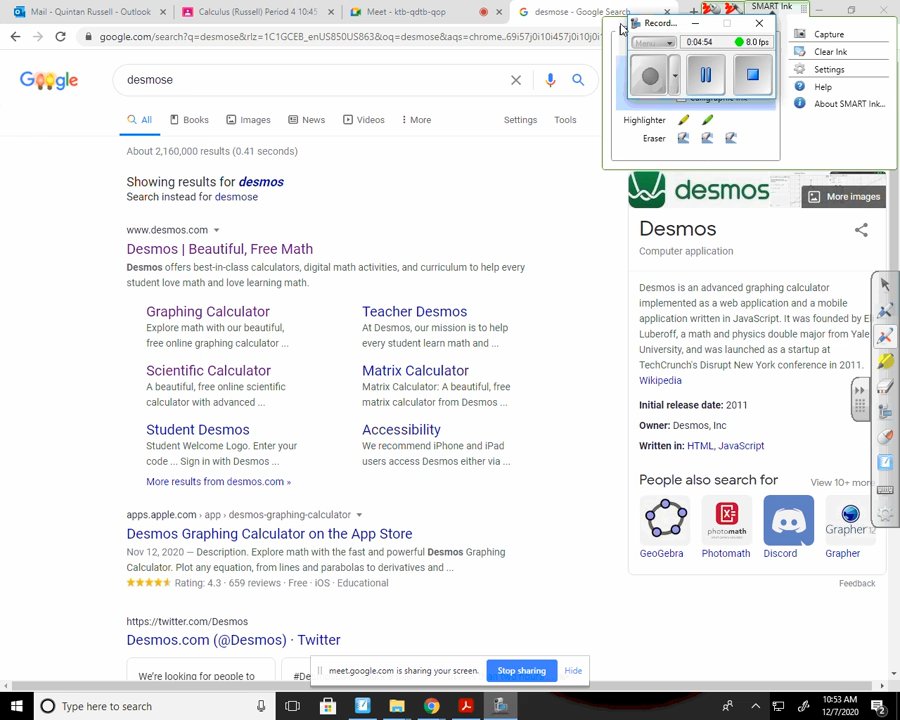 Mail - Quintan Russell - Outlook
Calculus (Russell) Period 4 10:45
Meet - ktb-qdtb-qop
desmose - Google Search
SMART Ink
google.com/search?q=desmose&rlz=1C1GCEB_enUS850US863&oq=desmose&aqs=chrome..69i57j0i10i457j0i10l
Record...
Menu
0:04:54
8.0 fps
Capture
Clear Ink
Settings
Help
About SMART Ink...
Calligraphic Ink
Highlighter
Eraser
Google
desmose
All
Books
Images
News
Videos
More
Settings
Tools
About 2,160,000 results (0.41 seconds)
Showing results for desmos
Search instead for desmose
www.desmos.com
Desmos | Beautiful, Free Math
Desmos offers best-in-class calculators, digital math activities, and curriculum to help every
student love math and love learning math.
Graphing Calculator
Explore math with our beautiful,
free online graphing calculator ...
Teacher Desmos
At Desmos, our mission is to help
every student learn math and ...
Scientific Calculator
A beautiful, free online scientific
calculator with advanced ...
Matrix Calculator
Matrix Calculator: A beautiful, free
matrix calculator from Desmos ...
Student Desmos
Student Welcome Logo. Enter your
code ... Sign in with Desmos ...
Accessibility
We recommend iPhone and iPad
users access Desmos either via ...
More results from desmos.com »
apps.apple.com › app › desmos-graphing-calculator
Desmos Graphing Calculator on the App Store
Nov 12, 2020 — Description. Explore math with the fast and powerful Desmos Graphing
Calculator. Plot any equation, from lines and parabolas to derivatives and ...
Rating: 4.3 · 659 reviews · Free · iOS · Educational
https://twitter.com/Desmos
Desmos.com (@Desmos) · Twitter
We're looking for people to
desmos
More images
Desmos
Computer application
Desmos is an advanced graphing calculator
implemented as a web application and a mobile
application written in JavaScript. It was founded by
Luberoff, a math and physics double major from Yale
University, and was launched as a startup at
TechCrunch's Disrupt New York conference in 2011.
Wikipedia
Initial release date: 2011
Owner: Desmos, Inc
Written in: HTML, JavaScript
People also search for
View 10+ more
GeoGebra
Photomath
Discord
Grapher
Feedback
meet.google.com is sharing your screen.
Stop sharing
Hide
Type here to search
10:53 AM
12/7/2020
2